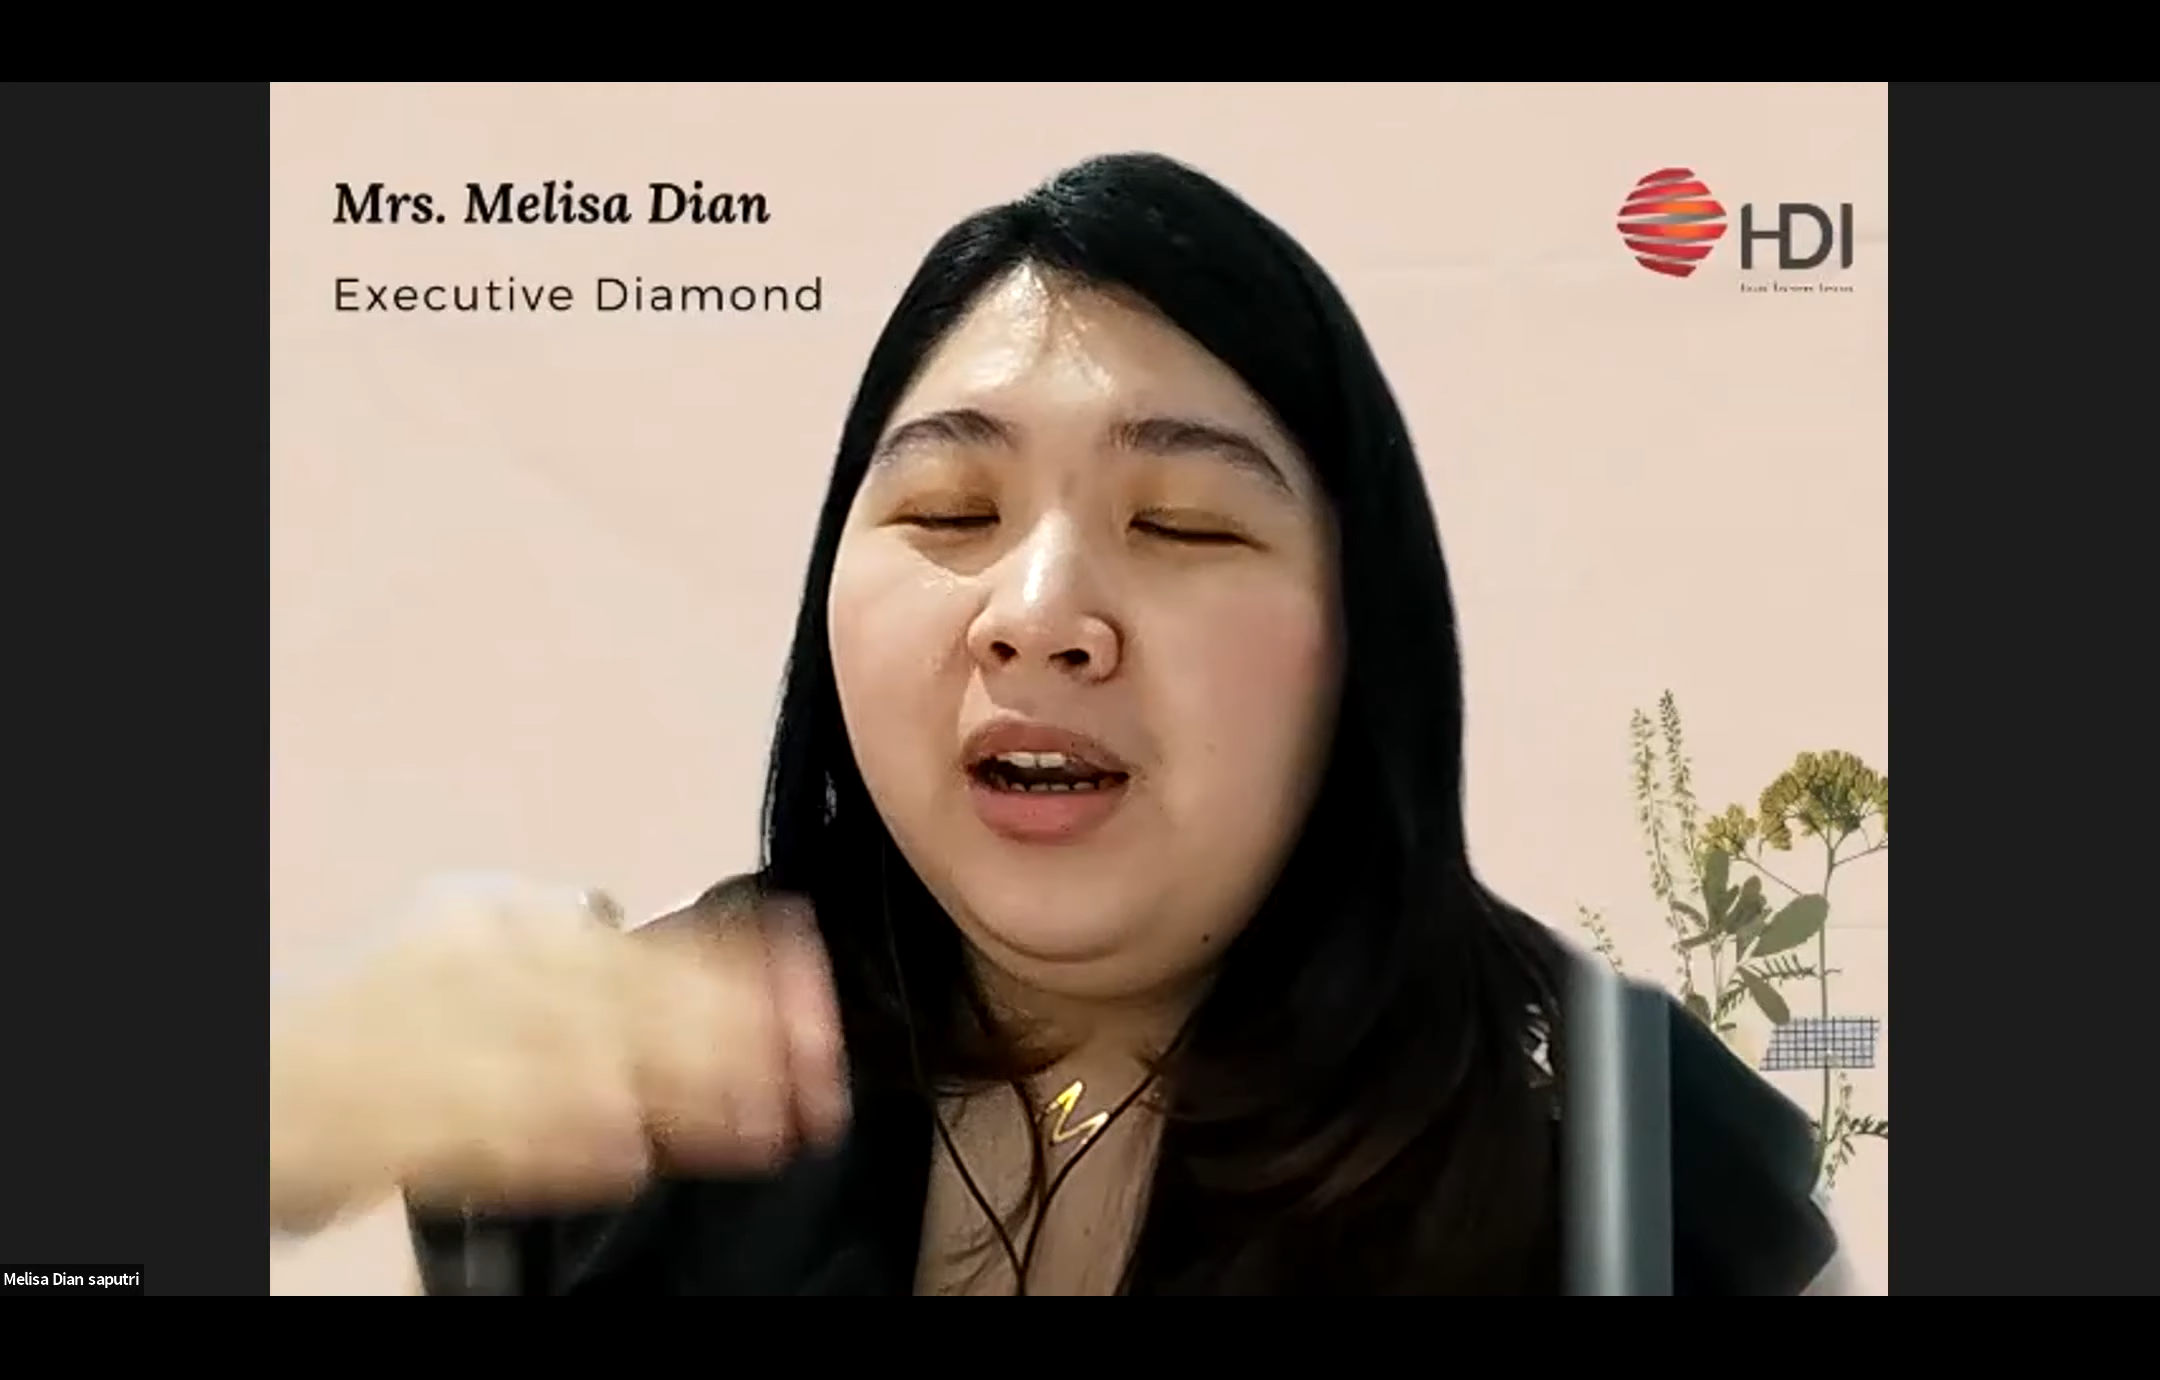 Mrs. Melisa Dian
Executive Diamond
HDI
Melisa Dian saputri